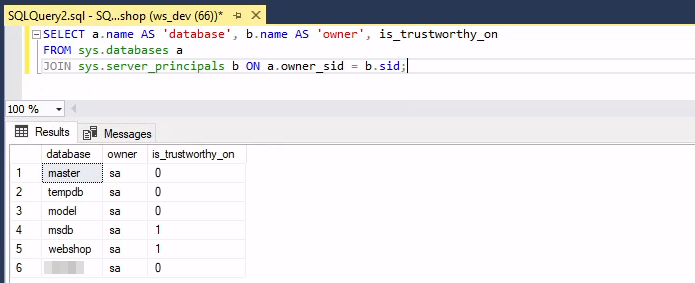 SQLQuery2.sql - SQ...shop (ws_dev (66))*
SELECT a.name AS 'database', b.name AS 'owner', is_trustworthy_on
FROM sys.databases a
JOIN sys.server_principals b ON a.owner_sid = b.sid;
100 %
Results Messages
database owner is_trustworthy_on
1 master sa 0
2 tempdb sa 0
3 model sa 0
4 msdb sa 1
5 webshop sa 1
6 sa 0